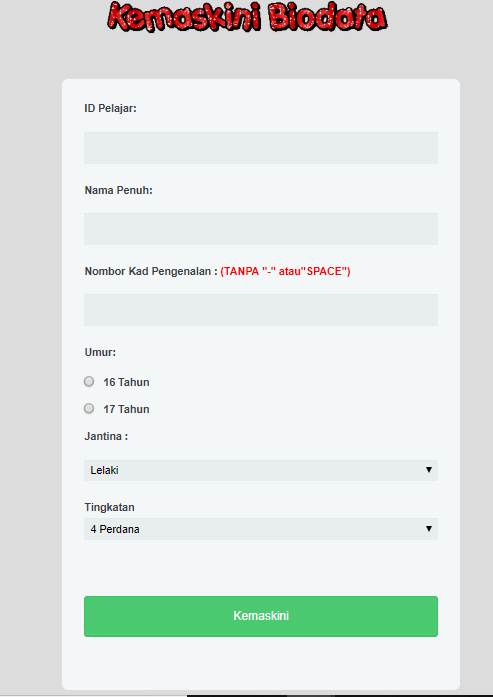 Kemaskini Biodata
ID Pelajar:
Nama Penuh:
Nombor Kad Pengenalan : (TANPA "-" atau"SPACE")
Umur:
16 Tahun
17 Tahun
Jantina :
Lelaki
Tingkatan
4 Perdana
Kemaskini